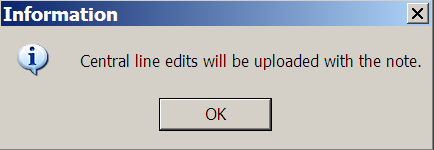 Information
Central line edits will be uploaded with the note.
OK